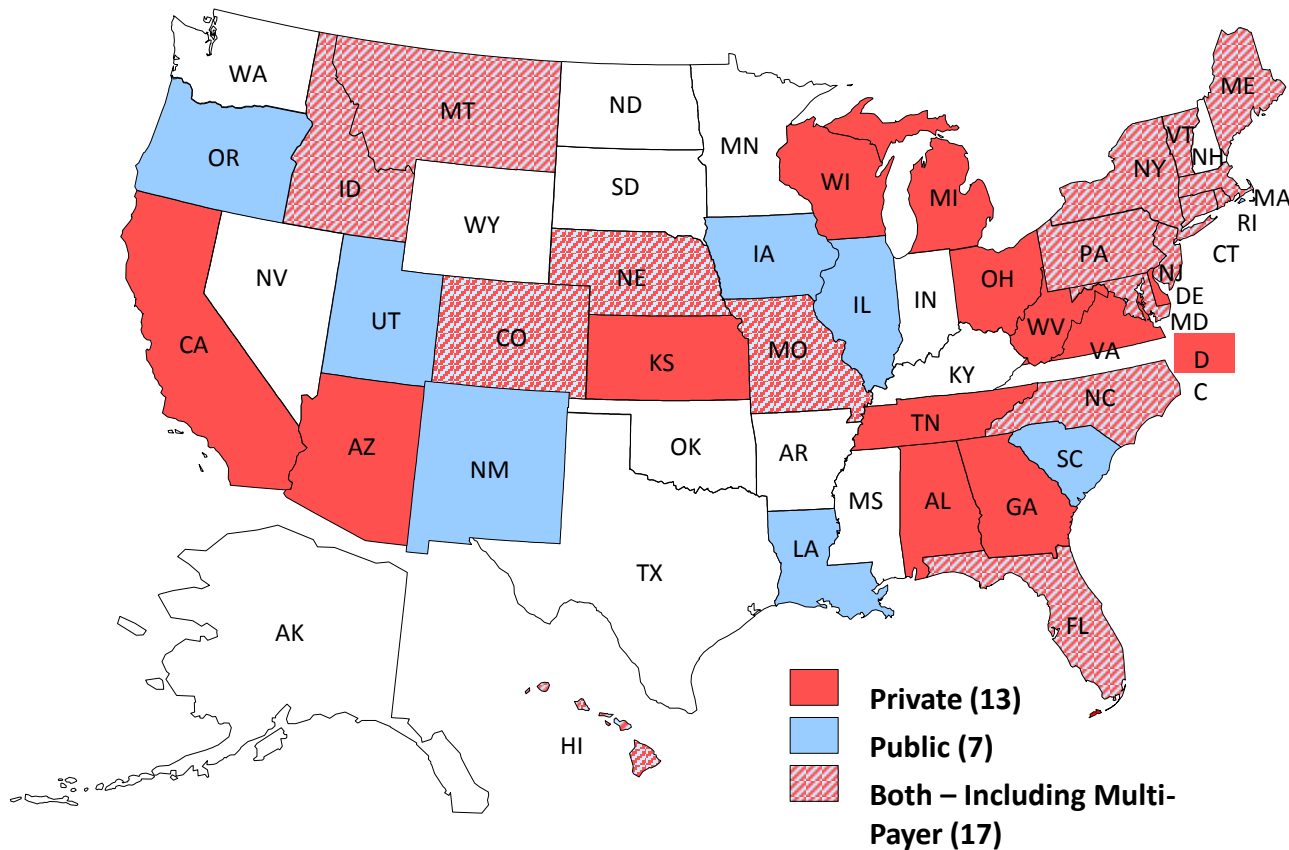 WA
MT
ND
MN
ME
VT
NH
NY
OR
ID
SD
WI
MI
MA
RI
CT
WY
IA
NE
PA
NJ
NV
UT
CO
IL
IN
OH
DE
MD
CA
KS
MO
WV
VA
D
C
KY
NC
TN
AZ
NM
OK
AR
SC
MS
AL
GA
LA
TX
FL
AK
HI
Private (13)
Public (7)
Both – Including Multi-
Payer (17)